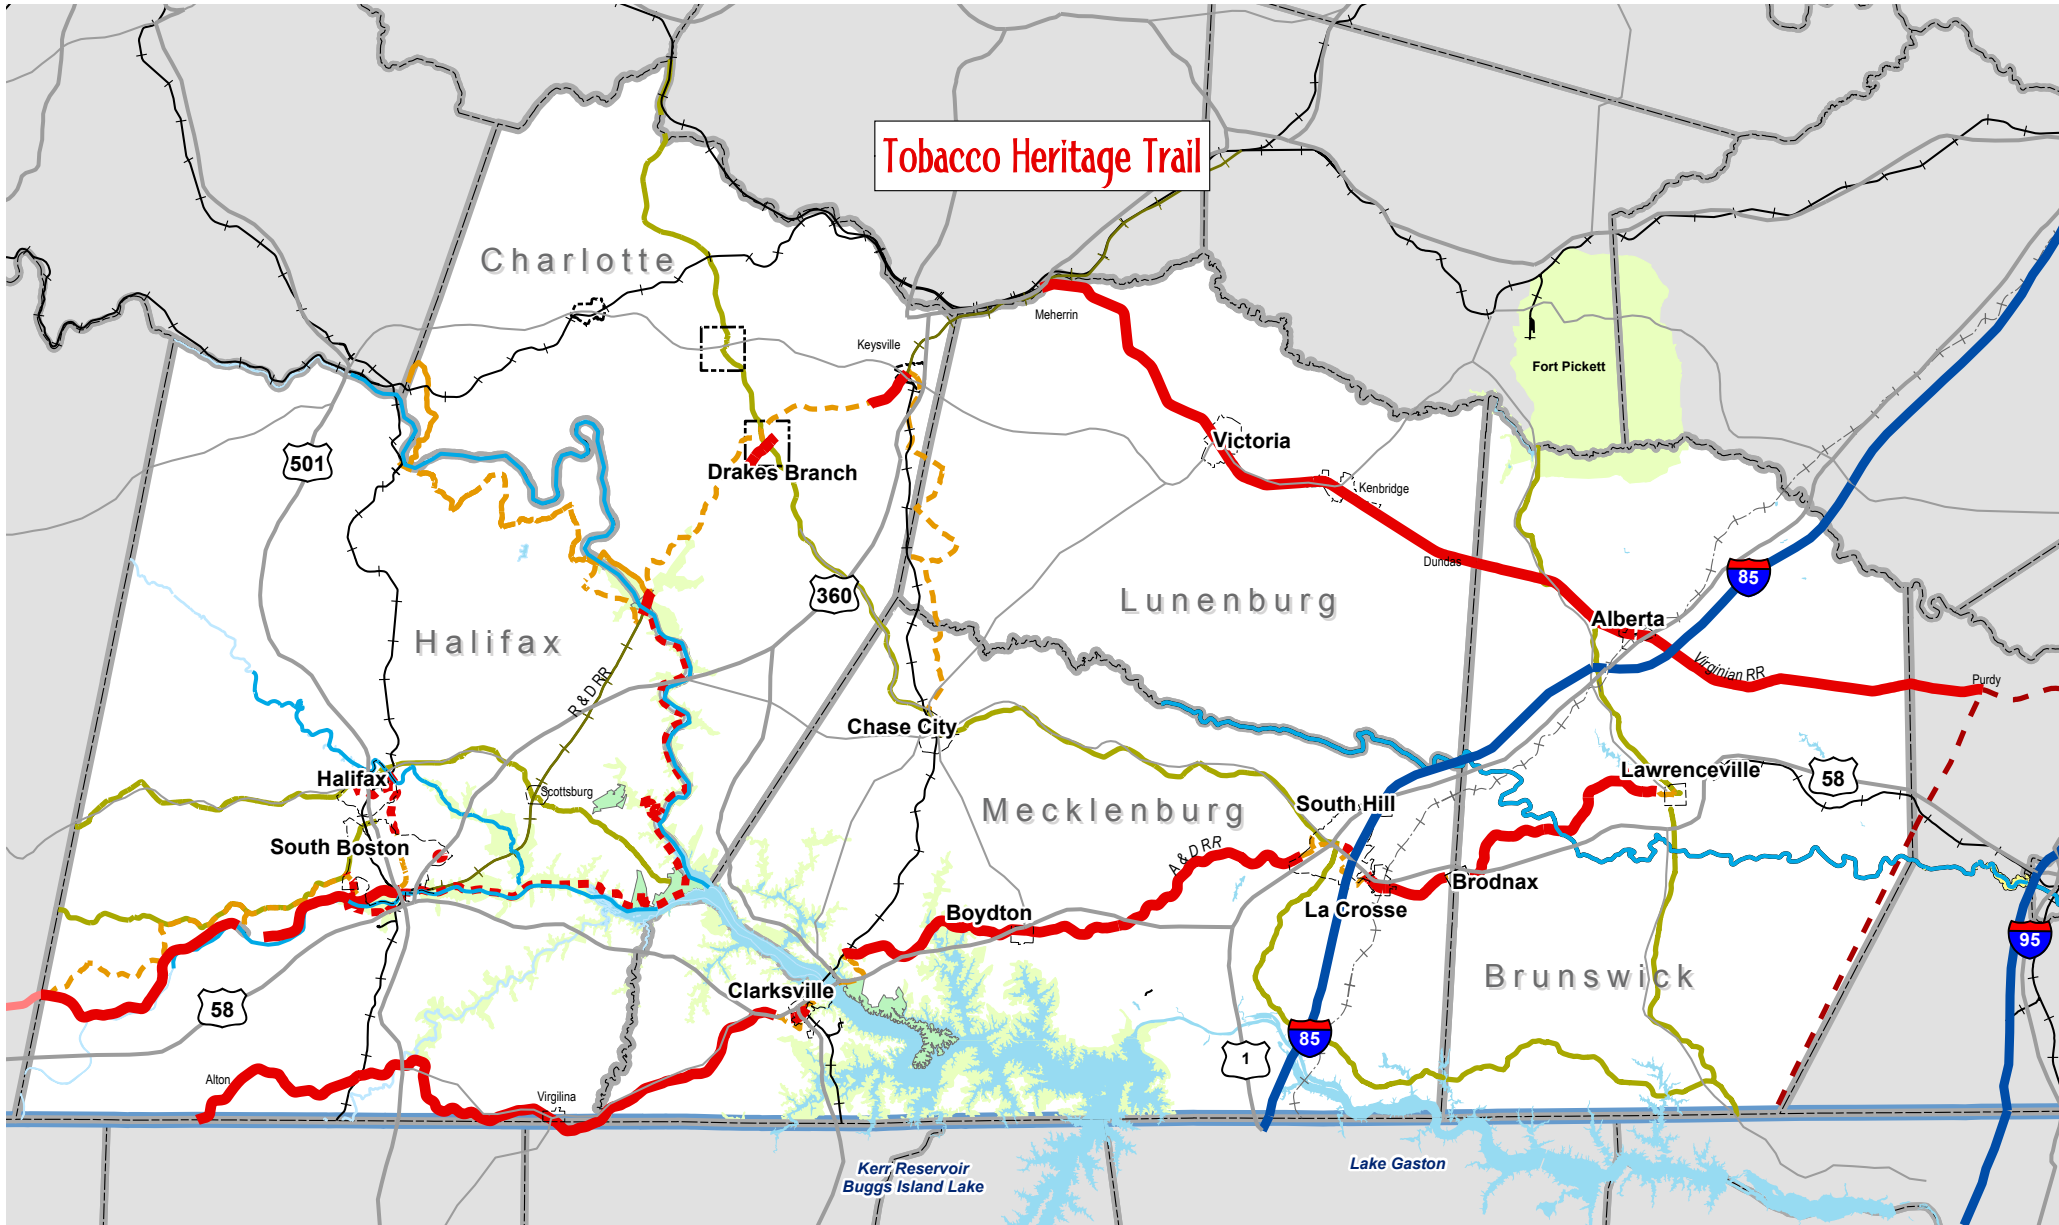 Tobacco Heritage Trail
Charlotte
Meherrin
Keysville
Fort Pickett
501
Victoria
Drakes Branch
Kenbridge
Dundas
85
360
Lunenburg
Alberta
Halifax
Virginian RR
Purdy
R & D RR
Chase City
Halifax
Scottsburg
Lawrenceville
58
South Hill
Mecklenburg
South Boston
A & D RR
Brodnax
La Crosse
Boydton
95
Brunswick
Clarksville
58
85
1
Alton
Virgilina
Kerr Reservoir
Buggs Island Lake
Lake Gaston